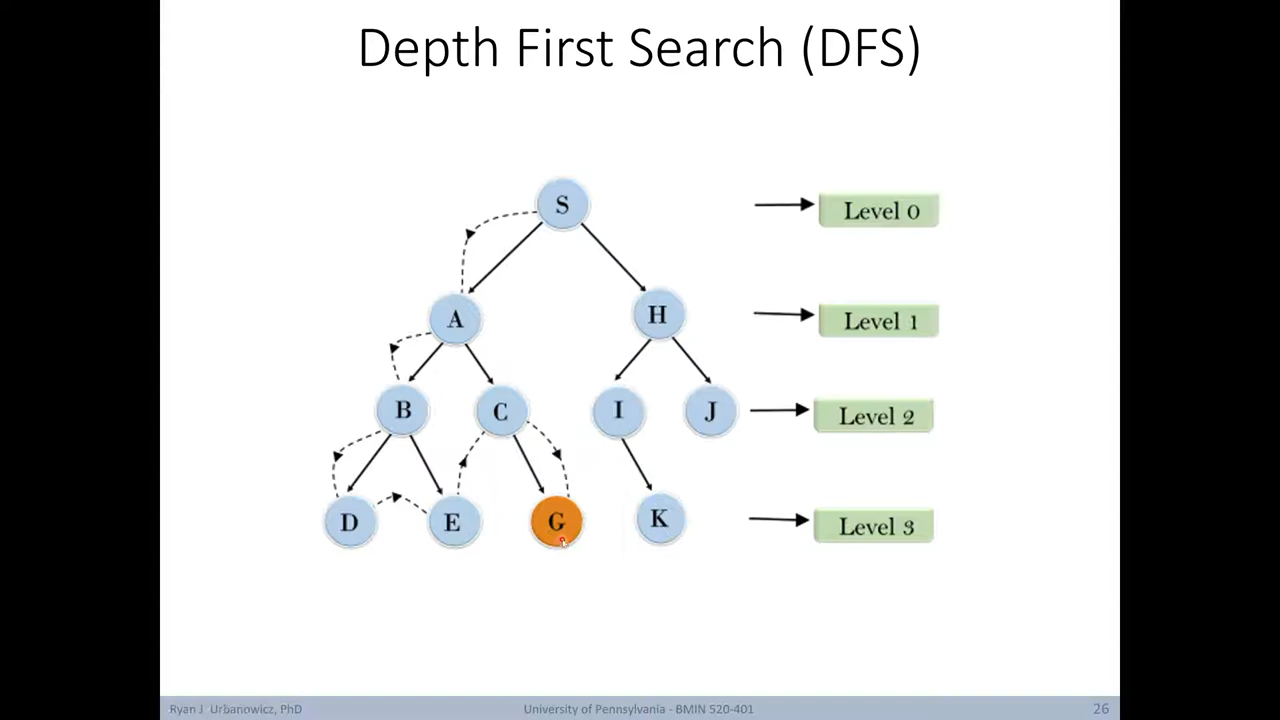 Depth First Search (DFS)
S
Level 0
A
H
Level 1
B
C
I
J
Level 2
D
E
G
K
Level 3
Ryan J. Urbanowicz, PhD
University of Pennsylvania - BMIN 520-401
26